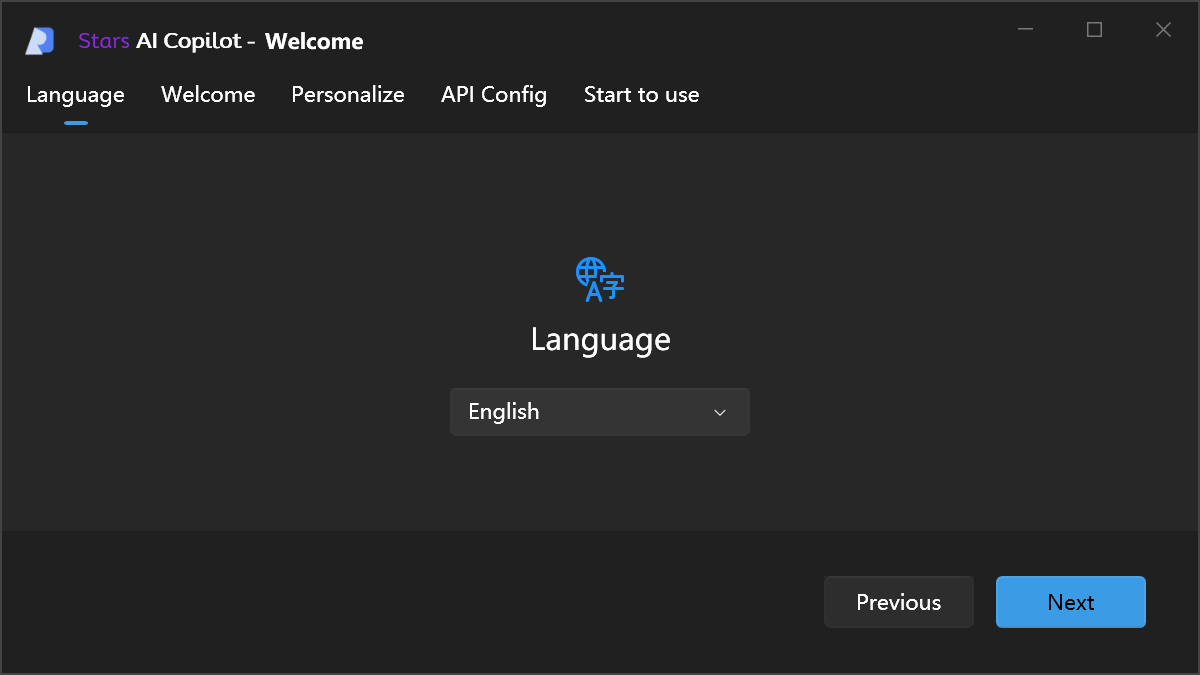 Stars AI Copilot - Welcome
Language Welcome Personalize API Config Start to use
A字
Language
English
Previous Next